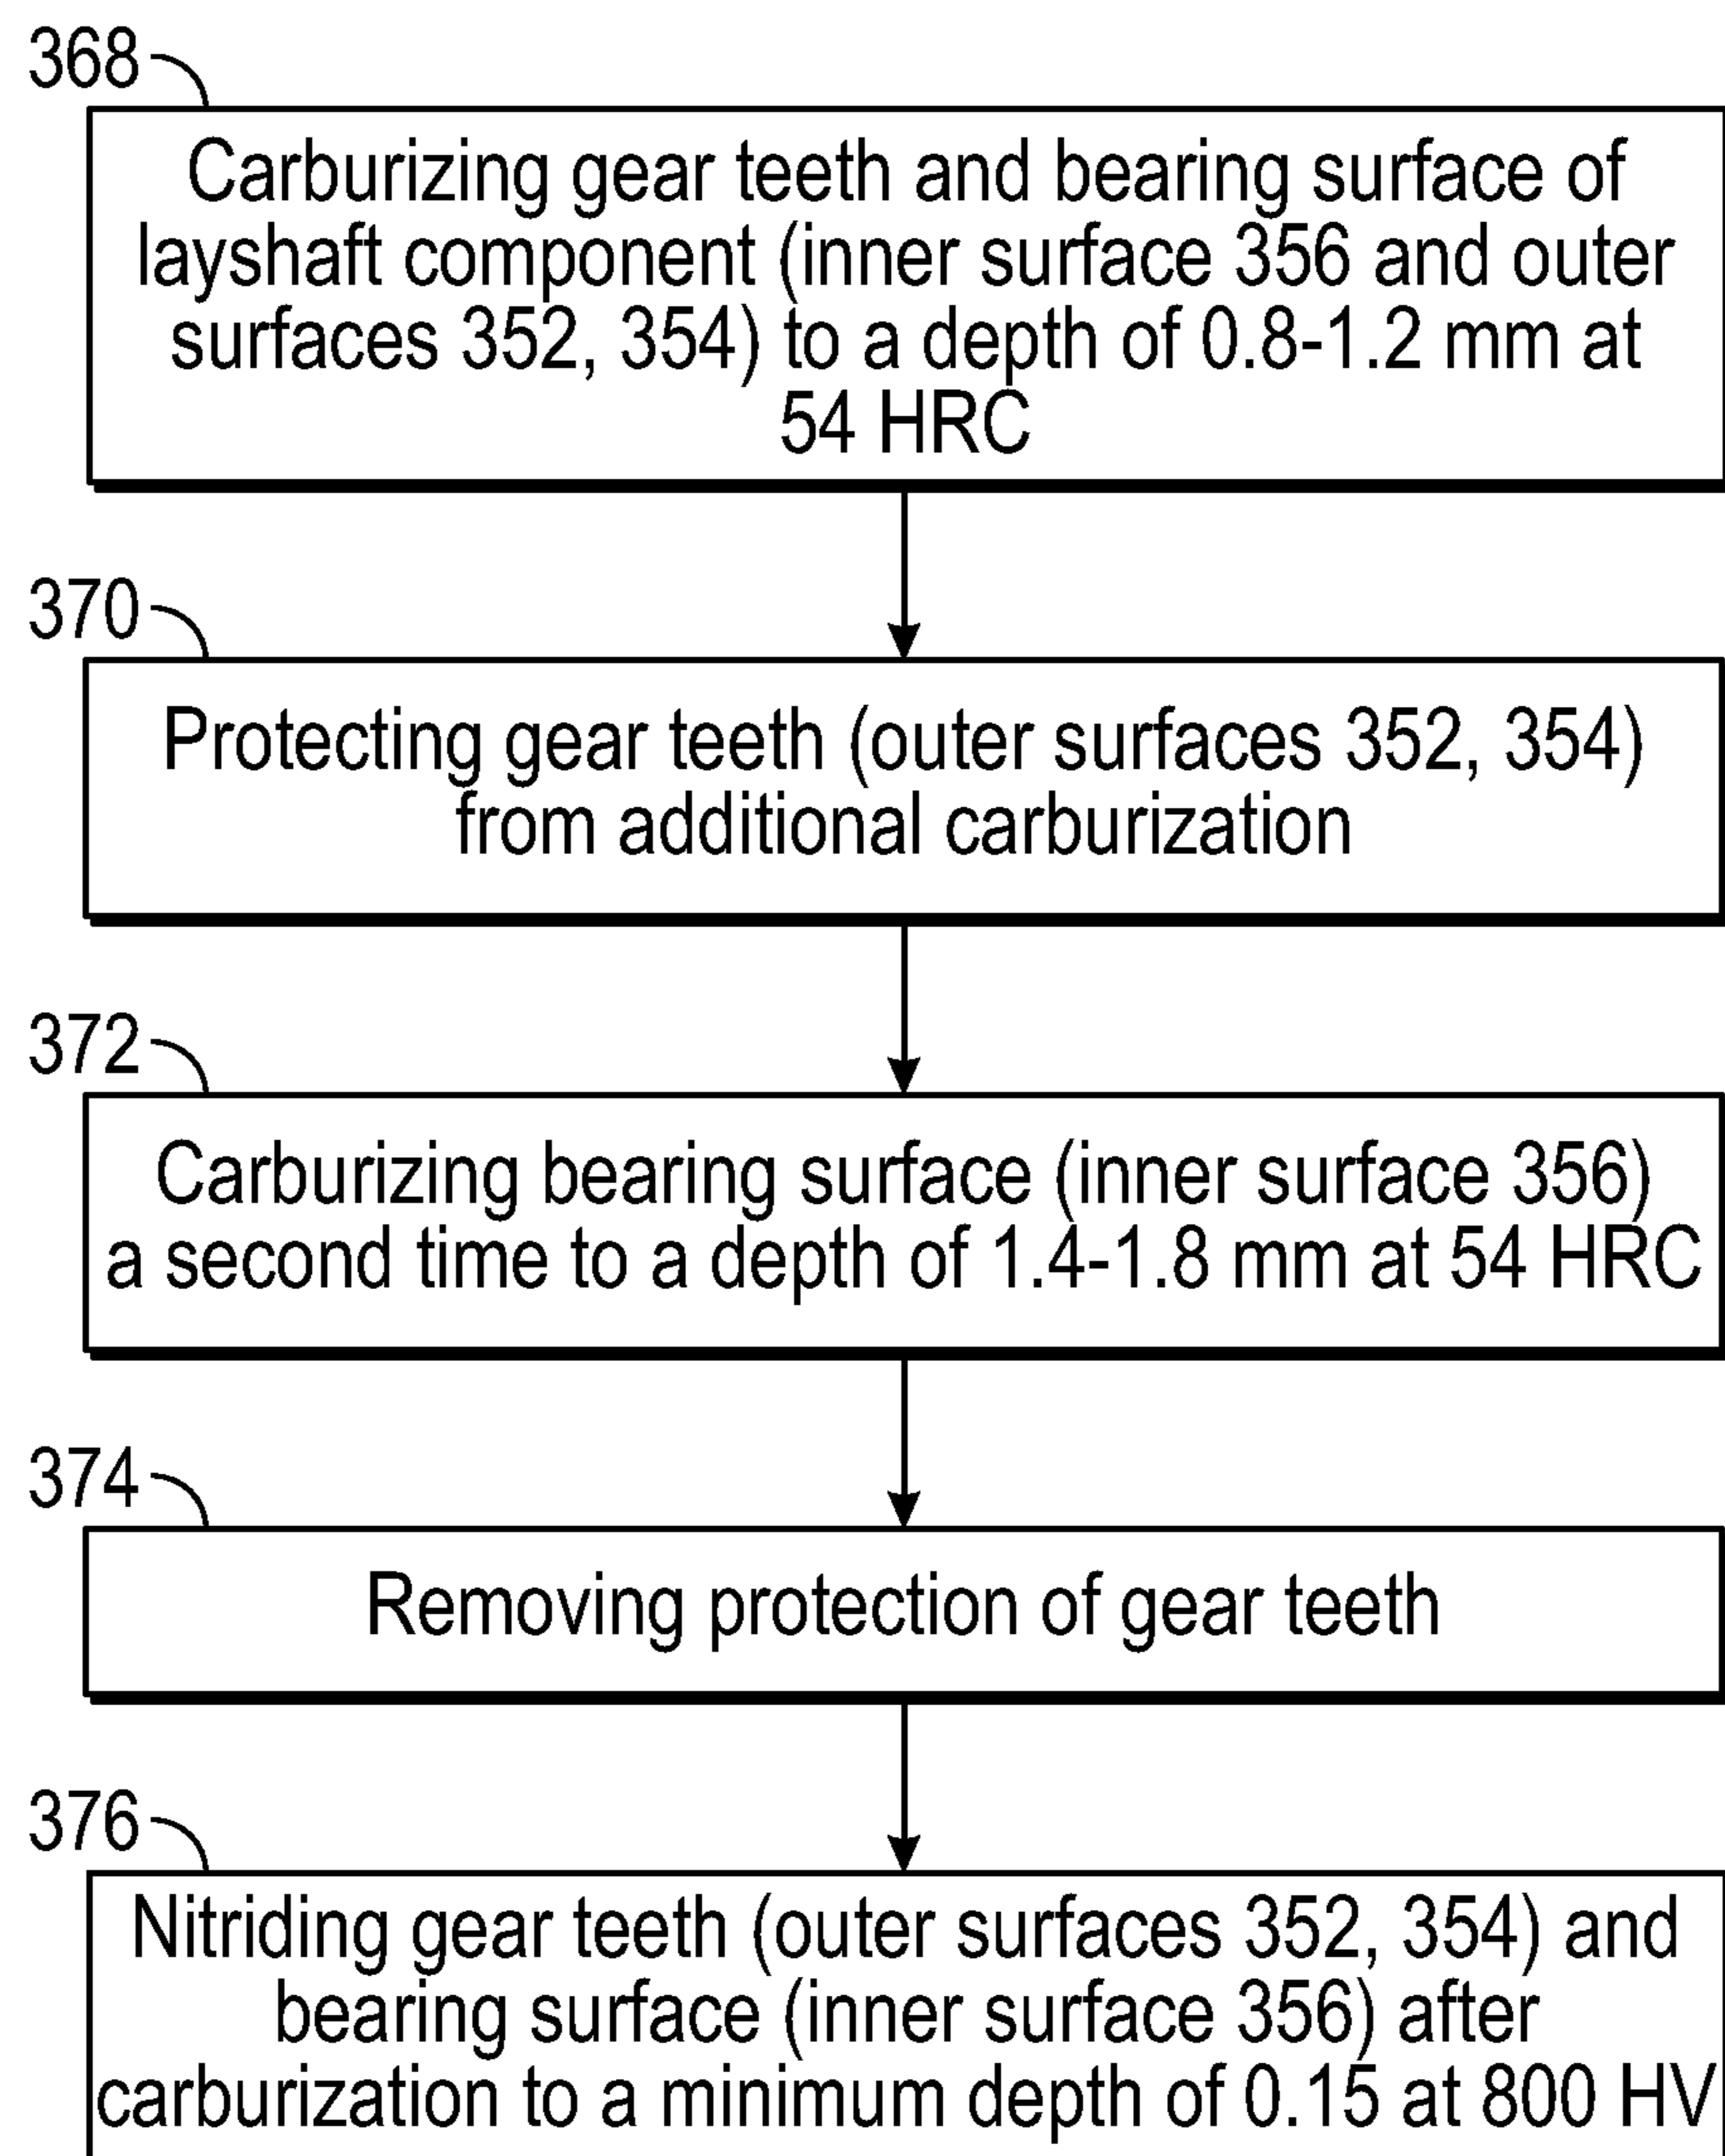 368
Carburizing gear teeth and bearing surface of
layshaft component (inner surface 356 and outer
surfaces 352, 354) to a depth of 0.8-1.2 mm at
54 HRC
370
Protecting gear teeth (outer surfaces 352, 354)
from additional carburization
372
Carburizing bearing surface (inner surface 356)
a second time to a depth of 1.4-1.8 mm at 54 HRC
374
Removing protection of gear teeth
376
Nitriding gear teeth (outer surfaces 352, 354) and
bearing surface (inner surface 356) after
carburization to a minimum depth of 0.15 at 800 HV